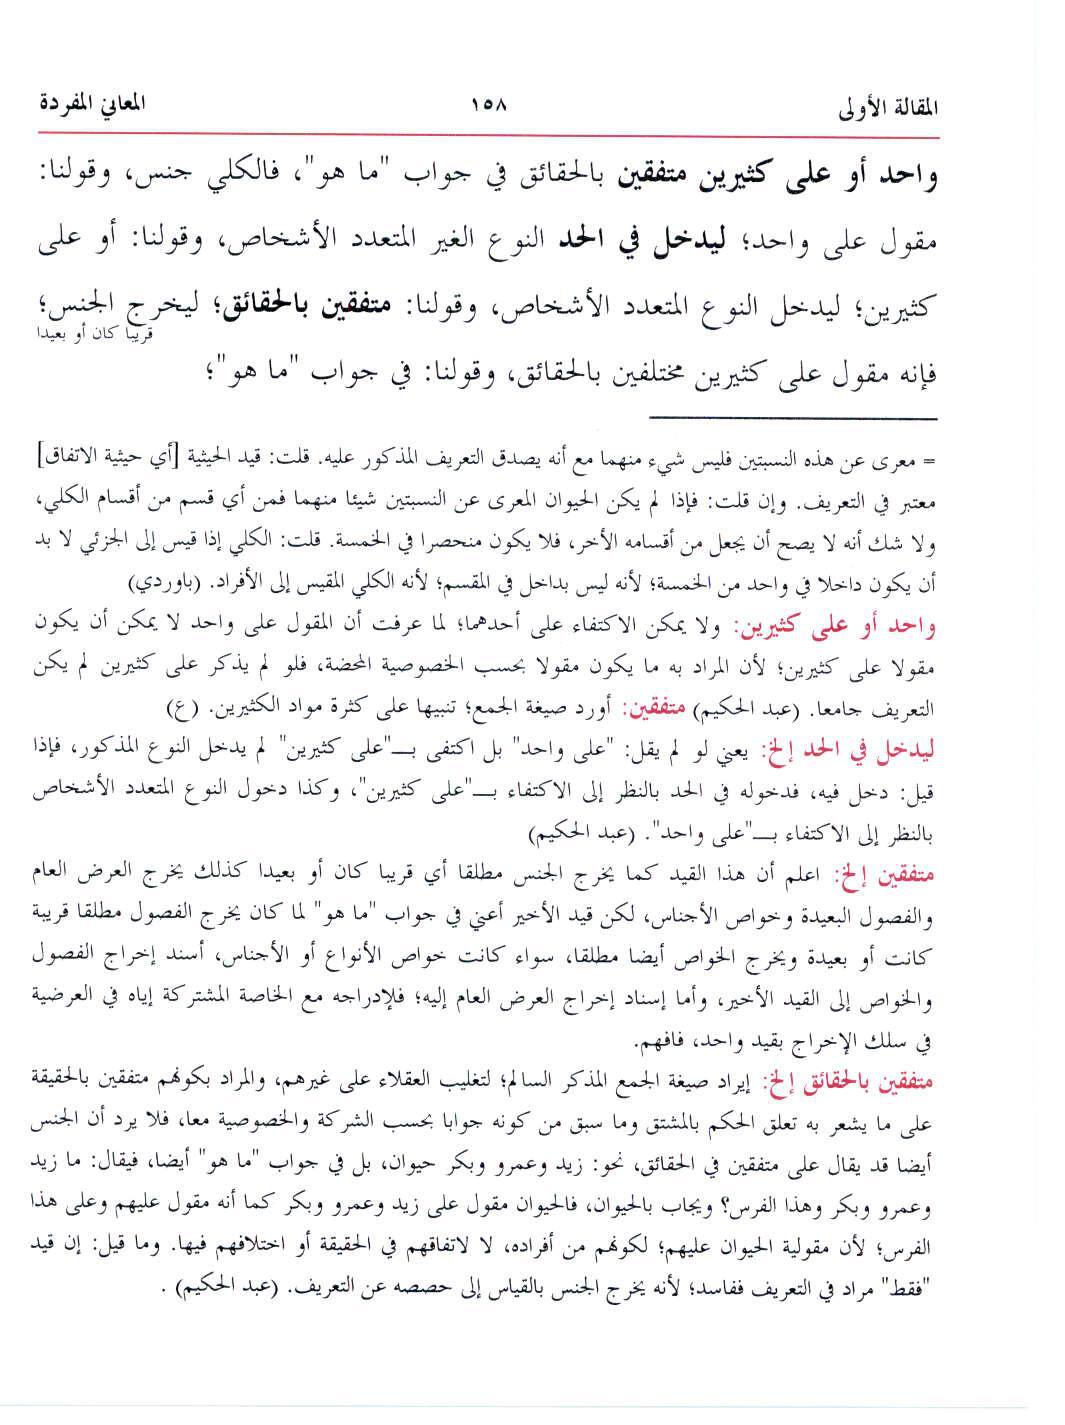 المقالة الأولى ١٥٨ المعاني المفردة
واحد أو على كثيرين متفقين بالحقائق في جواب "ما هو"، فالكلي جنس، وقولنا:
مقول على واحد؛ ليدخل في الحد النوع الغير المتعدد الأشخاص، وقولنا: أو على
كثيرين؛ ليدخل النوع المتعدد الأشخاص، وقولنا: متفقين بالحقائق؛ ليخرج الجنس؛
قريبا كان أو بعيدا
فإنه مقول على كثيرين مختلفين بالحقائق، وقولنا: في جواب "ما هو"؛
= معرى عن هذه النسبتين فليس شيء منهما مع أنه يصدق التعريف المذكور عليه. قلت: قيد الحيثية [أي حيثية الاتفاق]
معتبر في التعريف. وإن قلت: فإذا لم يكن الحيوان المعرى عن النسبتين شيئا منهما فمن أي قسم من أقسام الكلي،
ولا شك أنه لا يصح أن يجعل من أقسامه الأخر، فلا يكون منحصرا في الخمسة. قلت: الكلي إذا قيس إلى الجزئي لا بد
أن يكون داخلا في واحد من الخمسة؛ لأنه ليس بداخل في المقسم؛ لأنه الكلي المقيس إلى الأفراد. (باوردي)
واحد أو على كثيرين: ولا يمكن الاكتفاء على أحدهما؛ لما عرفت أن المقول على واحد لا يمكن أن يكون
مقولا على كثيرين؛ لأن المراد به ما يكون مقولا بحسب الخصوصية المحضة، فلو لم يذكر على كثيرين لم يكن
التعريف جامعا. (عبد الحكيم) متفقين: أورد صيغة الجمع؛ تنبيها على كثرة مواد الكثيرين. (ع)
ليدخل في الحد إلخ: يعني لو لم يقل: "على واحد" بل اكتفى بـ"على كثيرين" لم يدخل النوع المذكور، فإذا
قيل: دخل فيه، فدخوله في الحد بالنظر إلى الاكتفاء بـ"على كثيرين"، وكذا دخول النوع المتعدد الأشخاص
بالنظر إلى الاكتفاء بـ"على واحد". (عبد الحكيم)
متفقين إلخ: اعلم أن هذا القيد كما يخرج الجنس مطلقا أي قريبا كان أو بعيدا كذلك يخرج العرض العام
والفصول البعيدة وخواص الأجناس، لكن قيد الأخير أعني في جواب "ما هو" لما كان يخرج الفصول مطلقا قريبة
كانت أو بعيدة ويخرج الخواص أيضا مطلقا، سواء كانت خواص الأنواع أو الأجناس، أسند إخراج الفصول
والخواص إلى القيد الأخير، وأما إسناد إخراج العرض العام إليه؛ فلإدراجه مع الخاصة المشتركة إياه في العرضية
في سلك الإخراج بقيد واحد، فافهم.
متفقين بالحقائق إلخ: إيراد صيغة الجمع المذكر السالم؛ لتغليب العقلاء على غيرهم، والمراد بكونهم متفقين بالحقيقة
على ما يشعر به تعلق الحكم بالمشتق وما سبق من كونه جوابا بحسب الشركة والخصوصية معا، فلا يرد أن الجنس
أيضا قد يقال على متفقين في الحقائق، نحو: زيد وعمرو وبكر حيوان، بل في جواب "ما هو" أيضا، فيقال: ما زيد
وعمرو وبكر وهذا الفرس؟ ويجاب بالحيوان، فالحيوان مقول على زيد وعمرو وبكر كما أنه مقول عليهم وعلى هذا
الفرس؛ لأن مقولية الحيوان عليهم؛ لكونهم من أفراده، لا لاتفاقهم في الحقيقة أو اختلافهم فيها. وما قيل: إن قيد
"فقط" مراد في التعريف ففاسد؛ لأنه يخرج الجنس بالقياس إلى حصصه عن التعريف. (عبد الحكيم) .